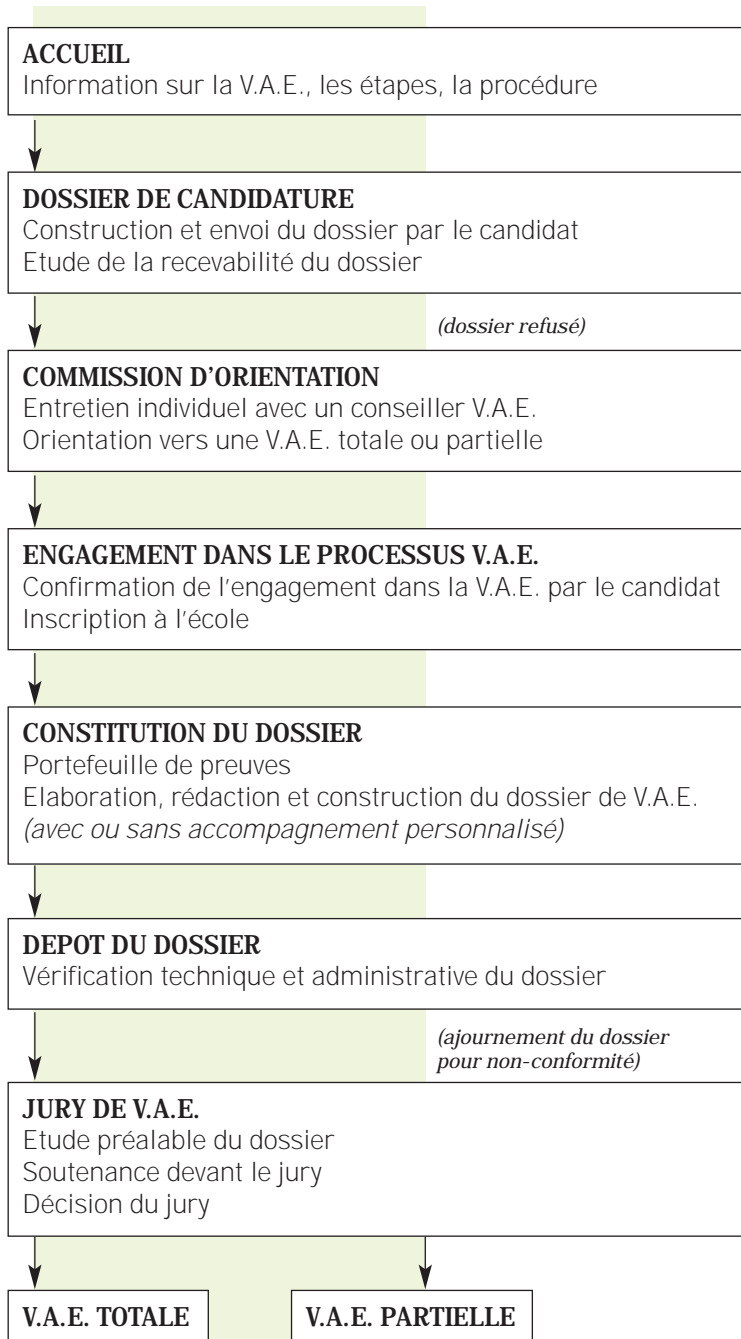 ACCUEIL
Information sur la V.A.E., les étapes, la procédure
DOSSIER DE CANDIDATURE
Construction et envoi du dossier par le candidat
Etude de la recevabilité du dossier
(dossier refusé)
COMMISSION D'ORIENTATION
Entretien individuel avec un conseiller V.A.E.
Orientation vers une V.A.E. totale ou partielle
ENGAGEMENT DANS LE PROCESSUS V.A.E.
Confirmation de l'engagement dans la V.A.E. par le candidat
Inscription à l'école
CONSTITUTION DU DOSSIER
Portefeuille de preuves
Elaboration, rédaction et construction du dossier de V.A.E.
(avec ou sans accompagnement personnalisé)
DEPOT DU DOSSIER
Vérification technique et administrative du dossier
(ajournement du dossier
pour non-conformité)
JURY DE V.A.E.
Etude préalable du dossier
Soutenance devant le jury
Décision du jury
V.A.E. TOTALE
V.A.E. PARTIELLE